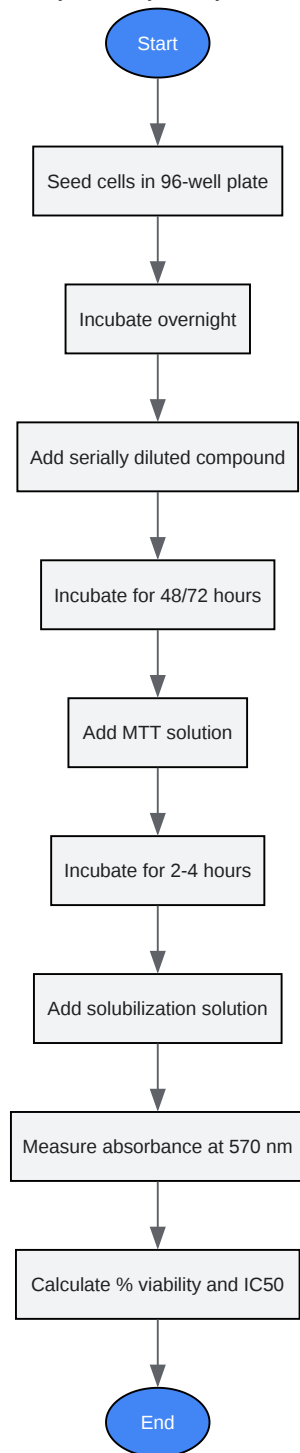 Start
Seed cells in 96-well plate
Incubate overnight
Add serially diluted compound
Incubate for 48/72 hours
Add MTT solution
Incubate for 2-4 hours
Add solubilization solution
Measure absorbance at 570 nm
Calculate % viability and IC50
End